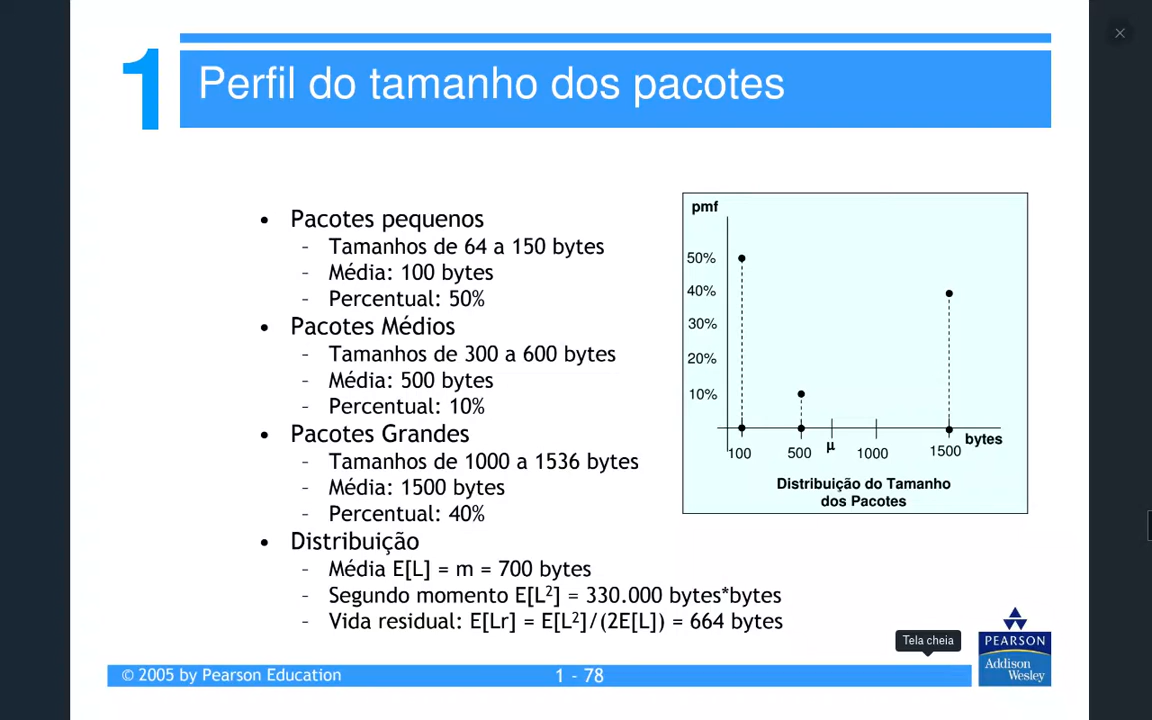 1
Perfil do tamanho dos pacotes
• Pacotes pequenos
- Tamanhos de 64 a 150 bytes
- Média: 100 bytes
- Percentual: 50%
• Pacotes Médios
- Tamanhos de 300 a 600 bytes
- Média: 500 bytes
- Percentual: 10%
• Pacotes Grandes
- Tamanhos de 1000 a 1536 bytes
- Média: 1500 bytes
- Percentual: 40%
• Distribuição
- Média E[L] = m = 700 bytes
- Segundo momento E[L²] = 330.000 bytes*bytes
- Vida residual: E[Lr] = E[L²]/(2E[L]) = 664 bytes
pmf
50%
40%
30%
20%
10%
100 500 μ 1000 1500 bytes
Distribuição do Tamanho
dos Pacotes
Tela cheia
PEARSON
Addison
Wesley
© 2005 by Pearson Education
1 - 78